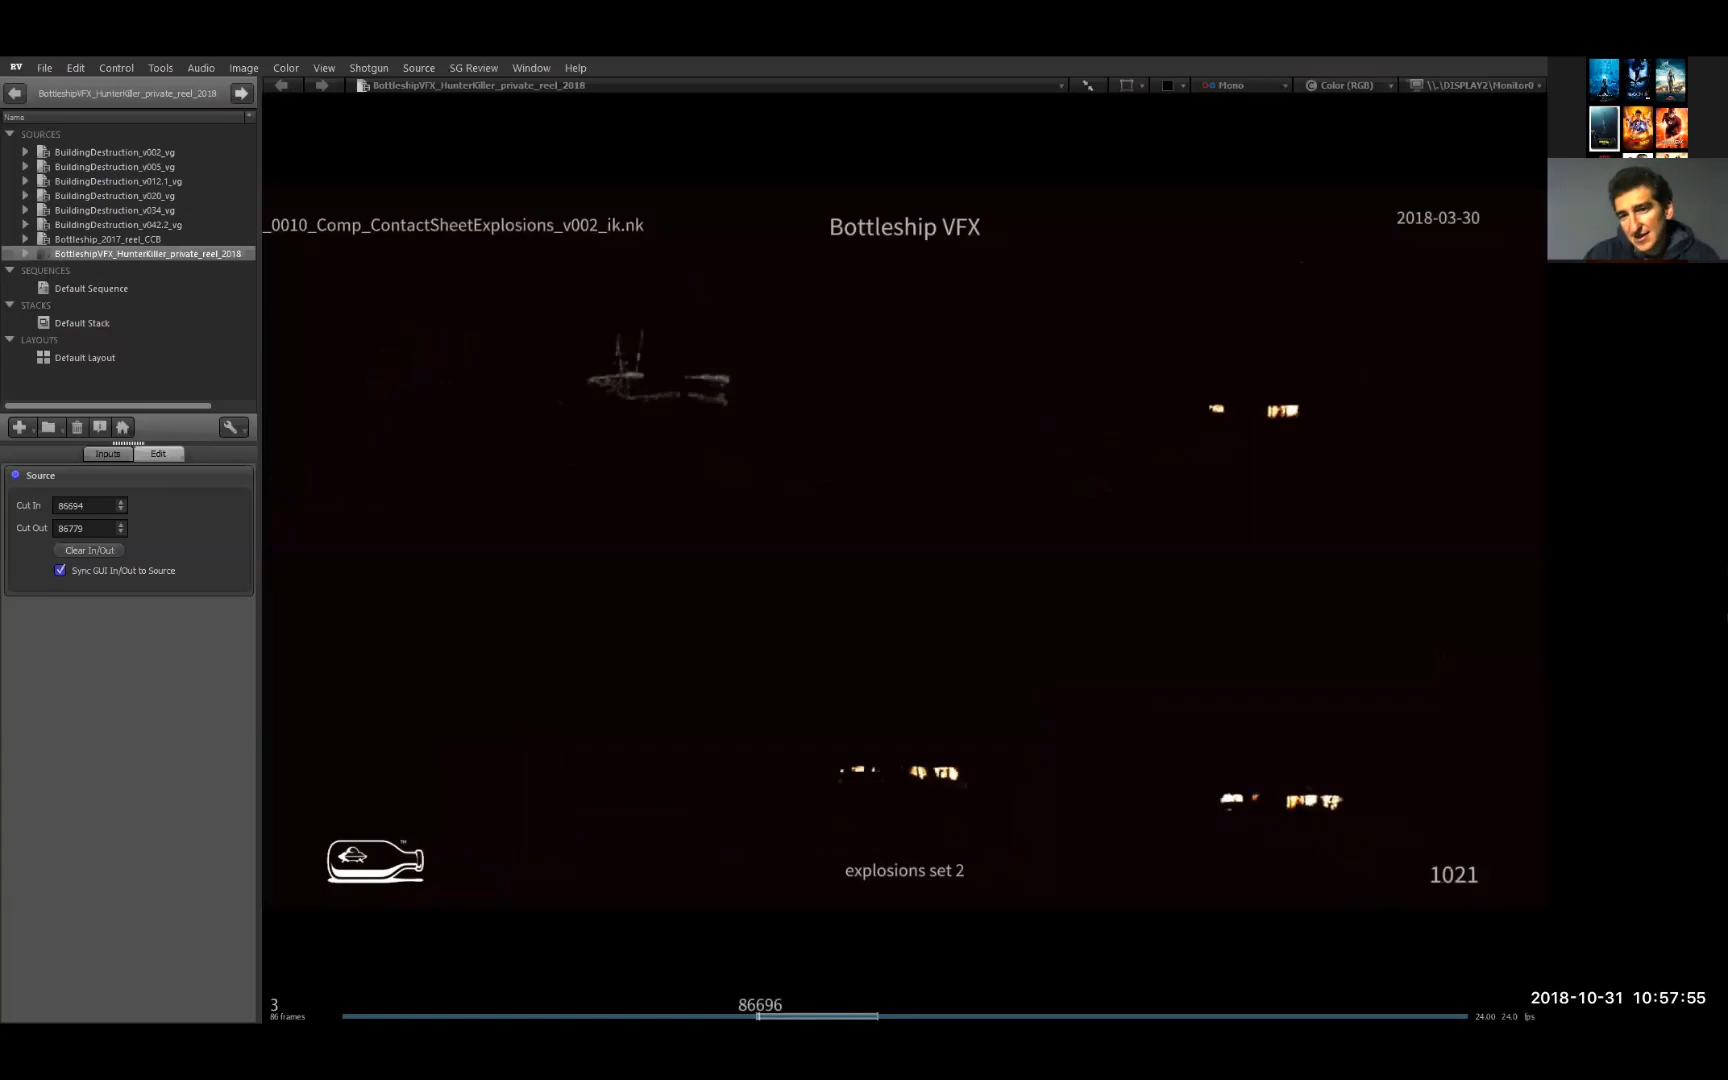 RV File Edit Control Tools Audio Image Color View Shotgun Source SG Review Window Help
BottleshipVFX_HunterKiller_private_reel_2018
BottleshipVFX_HunterKiller_private_reel_2018
Mono
Color (RGB)
\\.\DISPLAY2\Monitor0
Name
SOURCES
BuildingDestruction_v002_vg
BuildingDestruction_v005_vg
BuildingDestruction_v012.1_vg
BuildingDestruction_v020_vg
BuildingDestruction_v034_vg
BuildingDestruction_v042.2_vg
Bottleship_2017_reel_CCB
BottleshipVFX_HunterKiller_private_reel_2018
SEQUENCES
Default Sequence
STACKS
Default Stack
LAYOUTS
Default Layout
Inputs Edit
Source
Cut In 86694
Cut Out 86779
Clear In/Out
Sync GUI In/Out to Source
_0010_Comp_ContactSheetExplosions_v002_ik.nk
Bottleship VFX
2018-03-30
TM
explosions set 2
1021
3
86 frames
86696
24.00 24.0 fps
2018-10-31 10:57:55